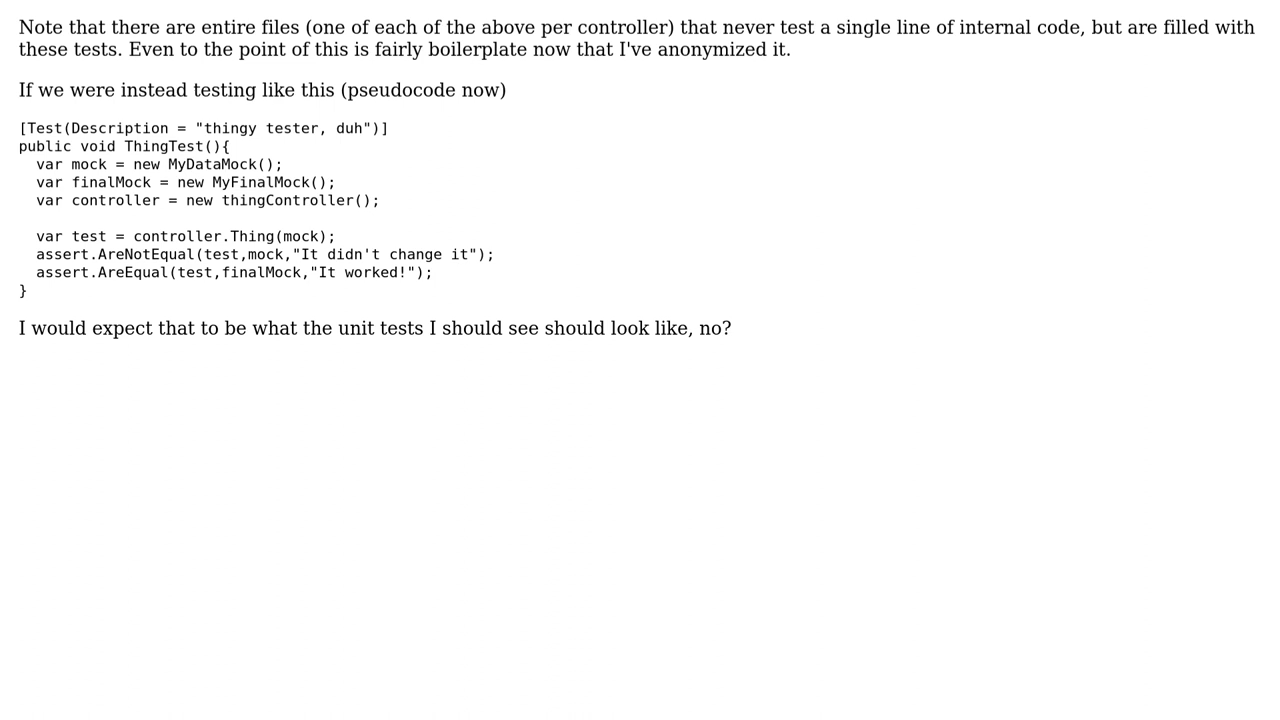 Note that there are entire files (one of each of the above per controller) that never test a single line of internal code, but are filled with
these tests. Even to the point of this is fairly boilerplate now that I've anonymized it.
If we were instead testing like this (pseudocode now)
[Test(Description = "thingy tester, duh")]
public void ThingTest(){
  var mock = new MyDataMock();
  var finalMock = new MyFinalMock();
  var controller = new thingController();

  var test = controller.Thing(mock);
  assert.AreNotEqual(test,mock,"It didn't change it");
  assert.AreEqual(test,finalMock,"It worked!");
}
I would expect that to be what the unit tests I should see should look like, no?